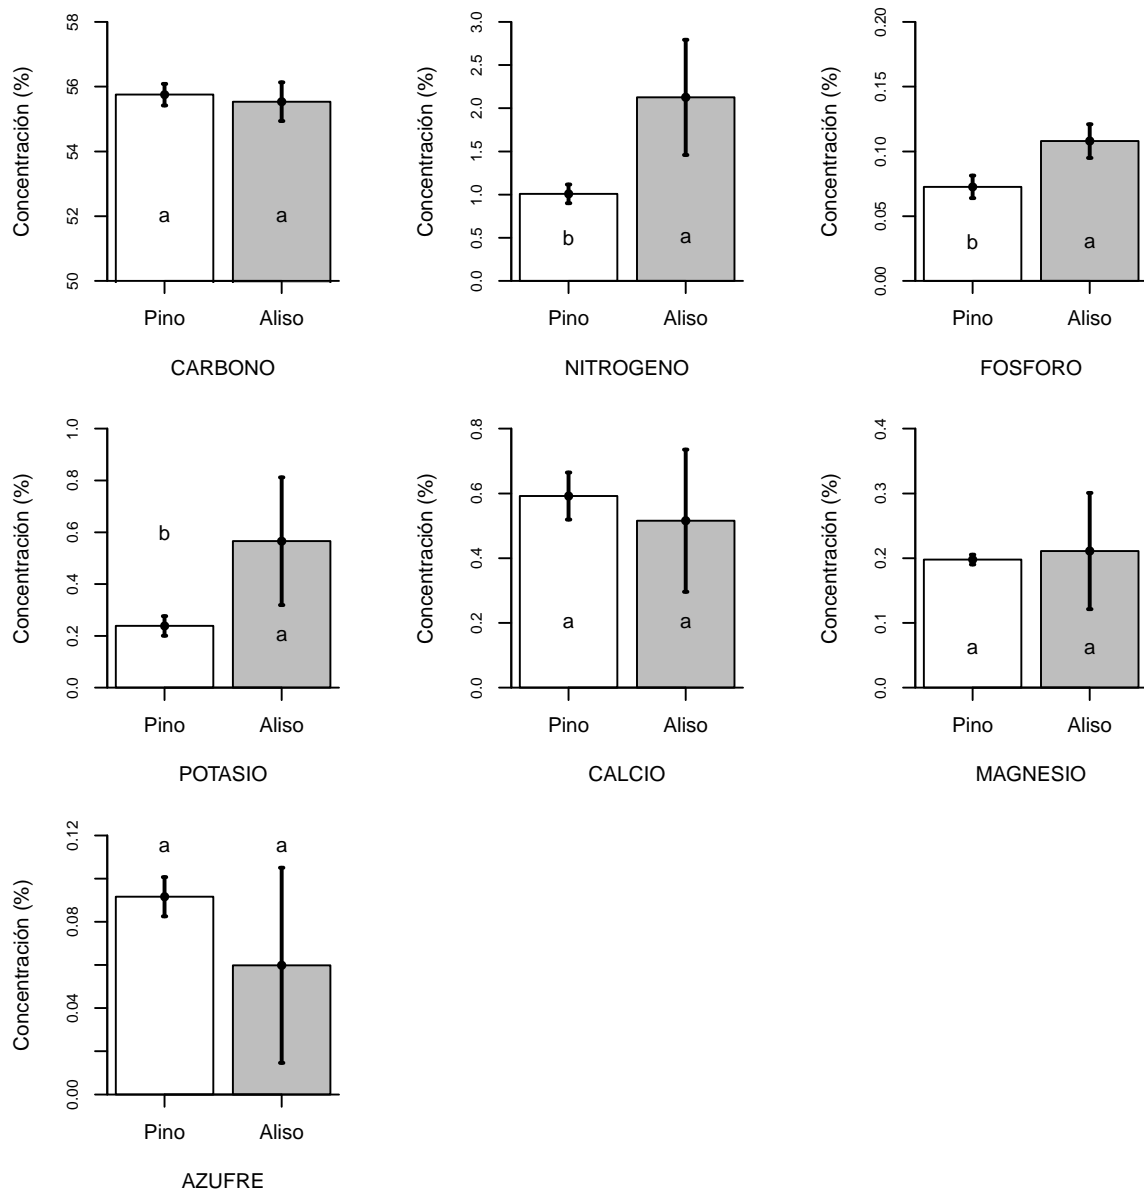 Concentración (%)
58
56
54
52
50
a
a
Pino
Aliso
CARBONO
Concentración (%)
3.0
2.5
2.0
1.5
1.0
0.5
0.0
b
a
Pino
Aliso
NITROGENO
Concentración (%)
0.20
0.15
0.10
0.05
0.00
b
a
Pino
Aliso
FOSFORO
Concentración (%)
1.0
0.8
0.6
0.4
0.2
0.0
b
a
Pino
Aliso
POTASIO
Concentración (%)
0.8
0.6
0.4
0.2
0.0
a
a
Pino
Aliso
CALCIO
Concentración (%)
0.4
0.3
0.2
0.1
0.0
a
a
Pino
Aliso
MAGNESIO
Concentración (%)
0.12
0.08
0.04
0.00
a
a
Pino
Aliso
AZUFRE